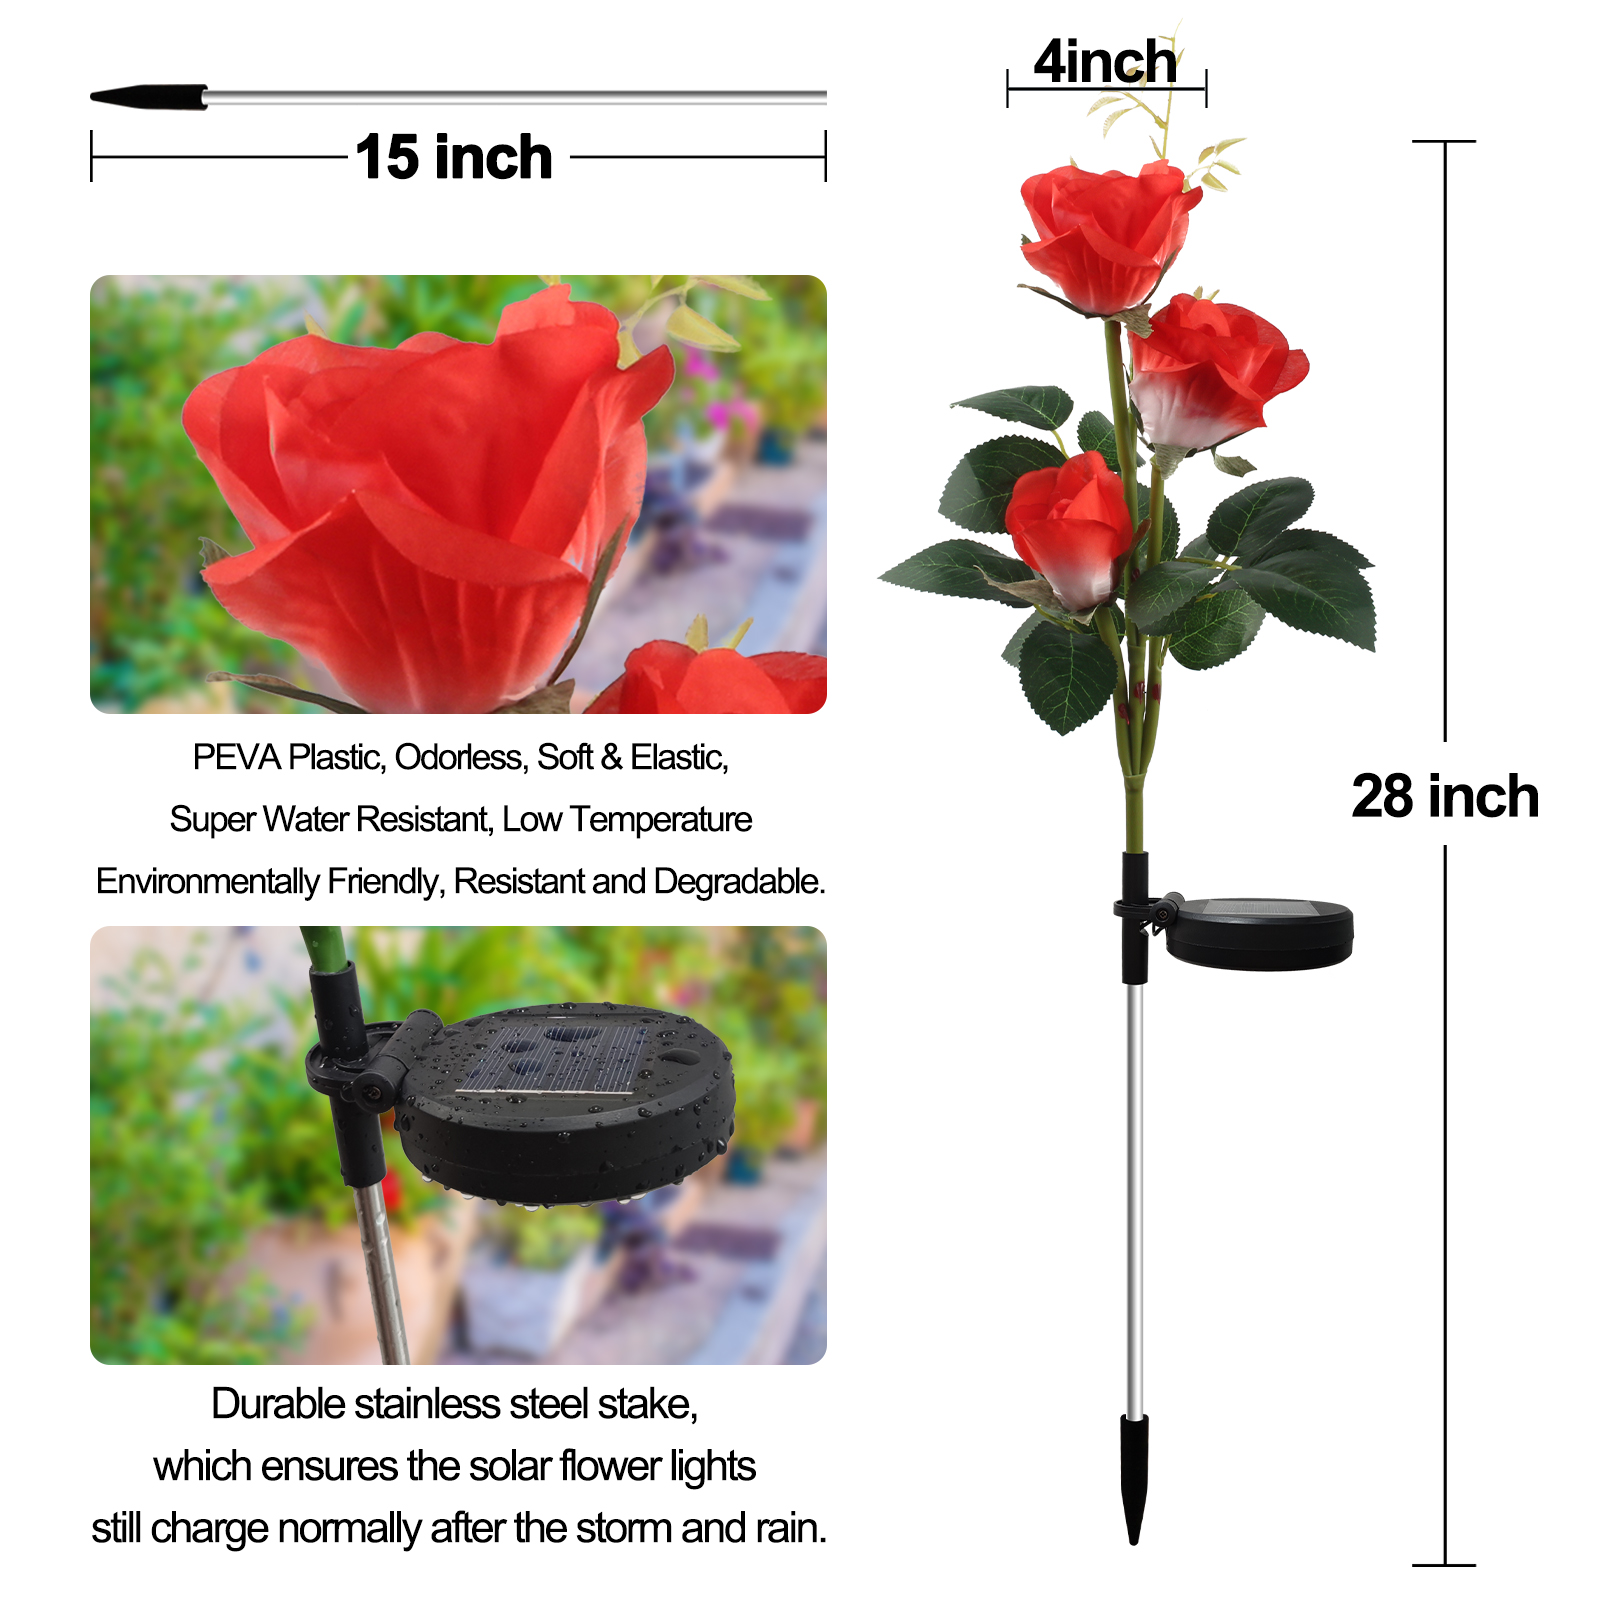 15 inch
PEVA Plastic, Odorless, Soft & Elastic,
Super Water Resistant, Low Temperature
Environmentally Friendly, Resistant and Degradable.
Durable stainless steel stake,
which ensures the solar flower lights
still charge normally after the storm and rain.
4inch
28 inch